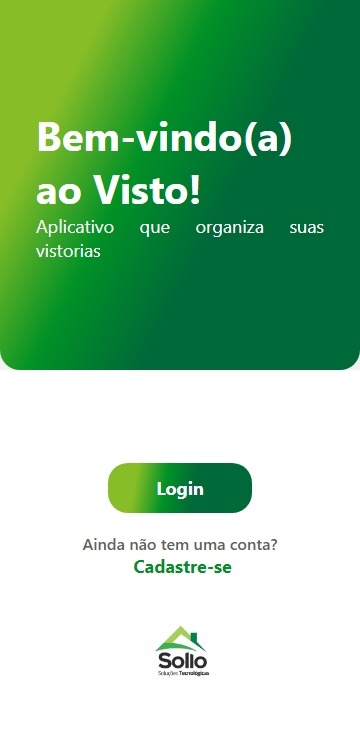 Bem-vindo(a)
ao Visto!
Aplicativo que organiza suas
vistorias
Login
Ainda não tem uma conta?
Cadastre-se
Sollo
Soluções Tecnológicas